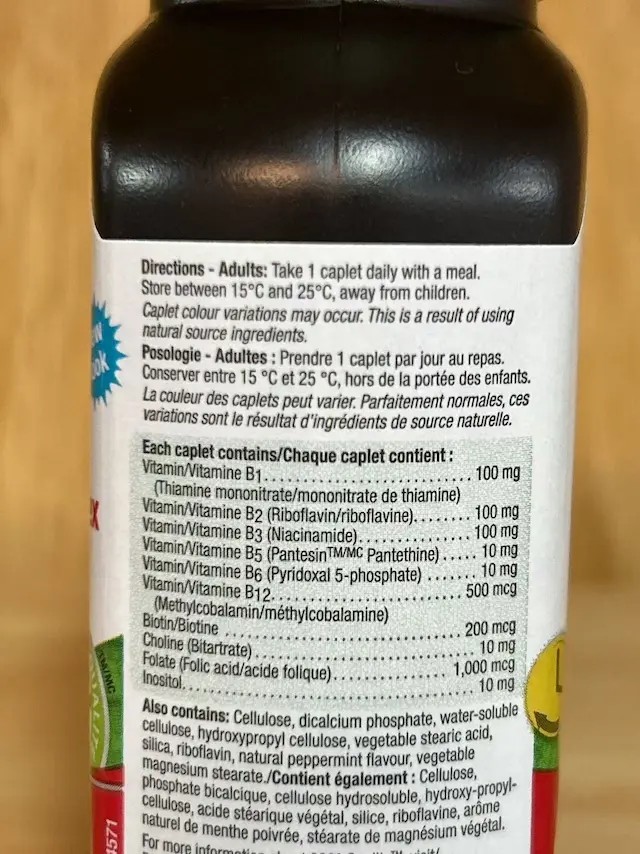 Directions - Adults: Take 1 caplet daily with a meal.
Store between 15°C and 25°C, away from children.
Caplet colour variations may occur. This is a result of using
natural source ingredients.
Posologie - Adultes : Prendre 1 caplet par jour au repas.
Conserver entre 15 °C et 25 °C, hors de la portée des enfants.
La couleur des caplets peut varier. Parfaitement normales, ces
variations sont le résultat d'ingrédients de source naturelle.
Each caplet contains/Chaque caplet contient :
Vitamin/Vitamine B1........................ 100 mg
(Thiamine mononitrate/mononitrate de thiamine)
Vitamin/Vitamine B2 (Riboflavin/riboflavine)........ 100 mg
Vitamin/Vitamine B3 (Niacinamide)................ 100 mg
Vitamin/Vitamine B5 (Pantesin™/MC Pantethine)..... 10 mg
Vitamin/Vitamine B6 (Pyridoxal 5-phosphate)....... 10 mg
Vitamin/Vitamine B12........................ 500 mcg
(Methylcobalamin/méthylcobalamine)
Biotin/Biotine............................ 200 mcg
Choline (Bitartrate)........................ 10 mg
Folate (Folic acid/acide folique)............. 1,000 mcg
Inositol................................. 10 mg
Also contains: Cellulose, dicalcium phosphate, water-soluble
cellulose, hydroxypropyl cellulose, vegetable stearic acid,
silica, riboflavin, natural peppermint flavour, vegetable
magnesium stearate./Contient également : Cellulose,
phosphate bicalcique, cellulose hydrosoluble, hydroxy-propyl-
cellulose, acide stéarique végétal, silice, riboflavine, arôme
naturel de menthe poivrée, stéarate de magnésium végétal.
For more information
4571